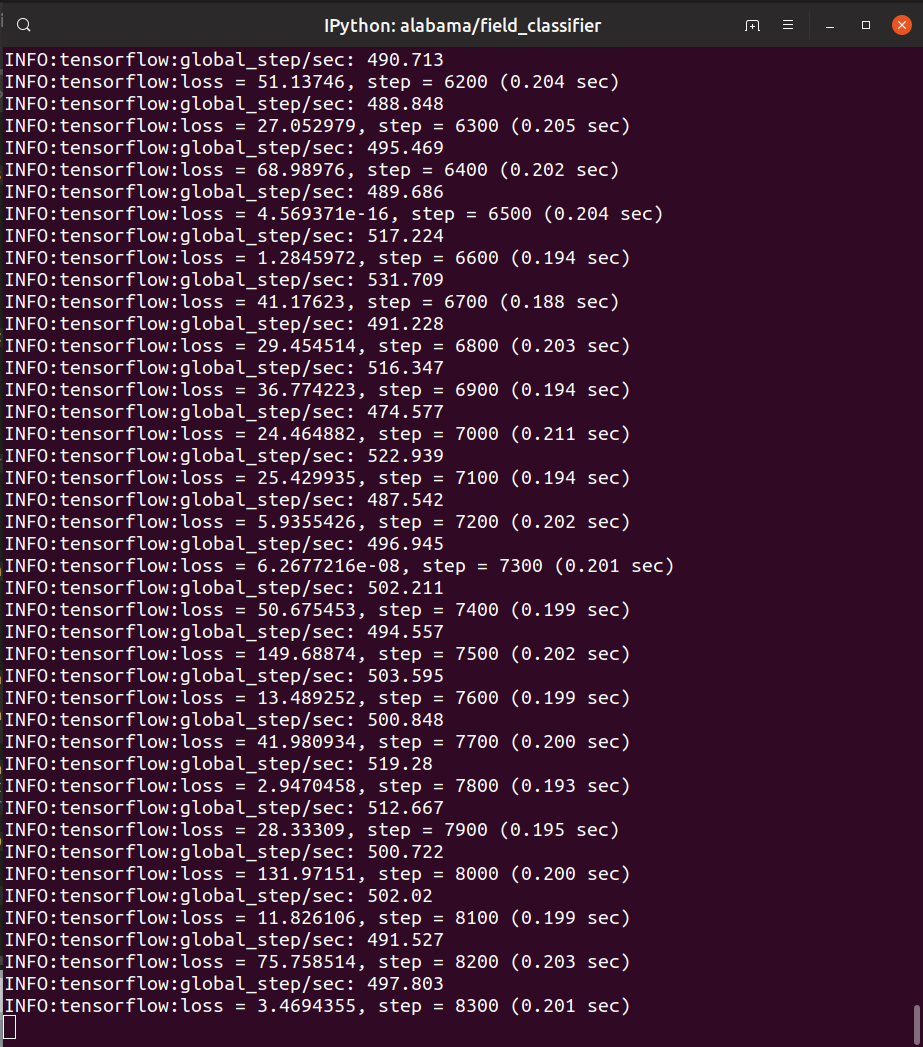 IPython: alabama/field_classifier
INFO:tensorflow:global_step/sec: 490.713
INFO:tensorflow:loss = 51.13746, step = 6200 (0.204 sec)
INFO:tensorflow:global_step/sec: 488.848
INFO:tensorflow:loss = 27.052979, step = 6300 (0.205 sec)
INFO:tensorflow:global_step/sec: 495.469
INFO:tensorflow:loss = 68.98976, step = 6400 (0.202 sec)
INFO:tensorflow:global_step/sec: 489.686
INFO:tensorflow:loss = 4.569371e-16, step = 6500 (0.204 sec)
INFO:tensorflow:global_step/sec: 517.224
INFO:tensorflow:loss = 1.2845972, step = 6600 (0.194 sec)
INFO:tensorflow:global_step/sec: 531.709
INFO:tensorflow:loss = 41.17623, step = 6700 (0.188 sec)
INFO:tensorflow:global_step/sec: 491.228
INFO:tensorflow:loss = 29.454514, step = 6800 (0.203 sec)
INFO:tensorflow:global_step/sec: 516.347
INFO:tensorflow:loss = 36.774223, step = 6900 (0.194 sec)
INFO:tensorflow:global_step/sec: 474.577
INFO:tensorflow:loss = 24.464882, step = 7000 (0.211 sec)
INFO:tensorflow:global_step/sec: 522.939
INFO:tensorflow:loss = 25.429935, step = 7100 (0.194 sec)
INFO:tensorflow:global_step/sec: 487.542
INFO:tensorflow:loss = 5.9355426, step = 7200 (0.202 sec)
INFO:tensorflow:global_step/sec: 496.945
INFO:tensorflow:loss = 6.2677216e-08, step = 7300 (0.201 sec)
INFO:tensorflow:global_step/sec: 502.211
INFO:tensorflow:loss = 50.675453, step = 7400 (0.199 sec)
INFO:tensorflow:global_step/sec: 494.557
INFO:tensorflow:loss = 149.68874, step = 7500 (0.202 sec)
INFO:tensorflow:global_step/sec: 503.595
INFO:tensorflow:loss = 13.489252, step = 7600 (0.199 sec)
INFO:tensorflow:global_step/sec: 500.848
INFO:tensorflow:loss = 41.980934, step = 7700 (0.200 sec)
INFO:tensorflow:global_step/sec: 519.28
INFO:tensorflow:loss = 2.9470458, step = 7800 (0.193 sec)
INFO:tensorflow:global_step/sec: 512.667
INFO:tensorflow:loss = 28.33309, step = 7900 (0.195 sec)
INFO:tensorflow:global_step/sec: 500.722
INFO:tensorflow:loss = 131.97151, step = 8000 (0.200 sec)
INFO:tensorflow:global_step/sec: 502.02
INFO:tensorflow:loss = 11.826106, step = 8100 (0.199 sec)
INFO:tensorflow:global_step/sec: 491.527
INFO:tensorflow:loss = 75.758514, step = 8200 (0.203 sec)
INFO:tensorflow:global_step/sec: 497.803
INFO:tensorflow:loss = 3.4694355, step = 8300 (0.201 sec)